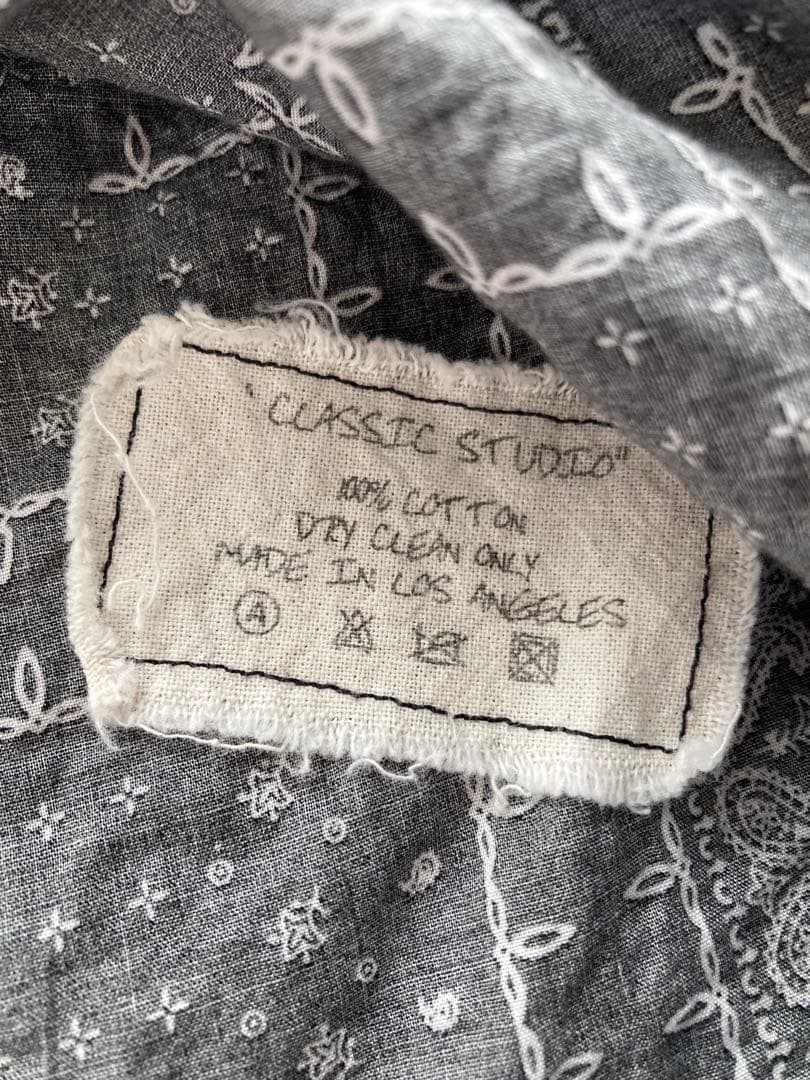 "CLASSIC STUDIO"
100% COTTON
DRY CLEAN ONLY
MADE IN LOS ANGELES
A